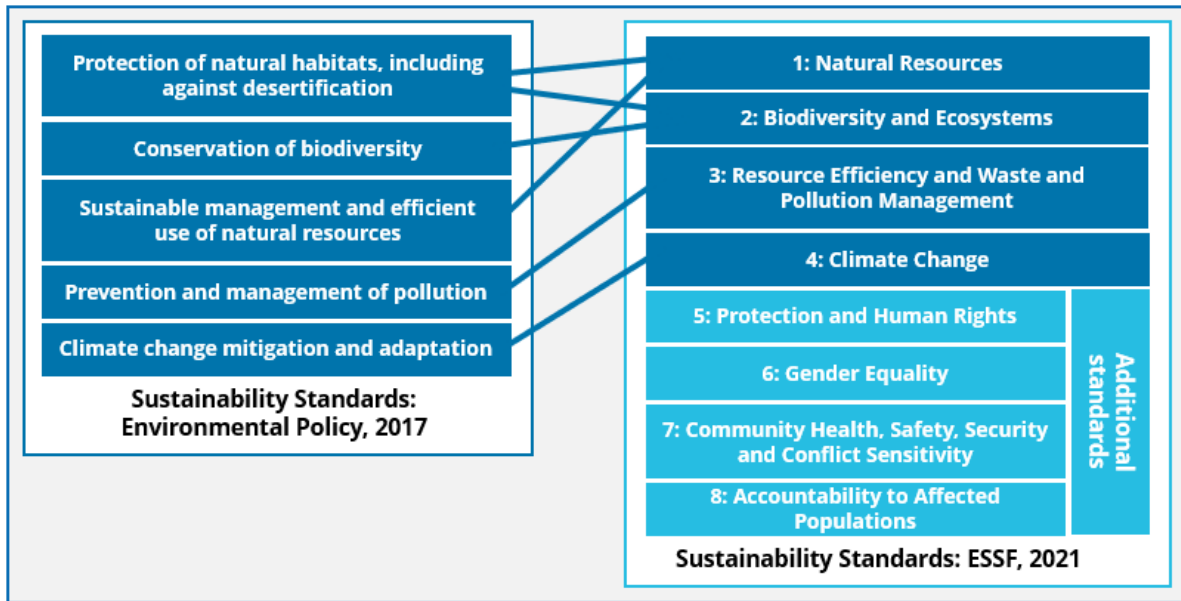 Protection of natural habitats, including
against desertification
Conservation of biodiversity
Sustainable management and efficient
use of natural resources
Prevention and management of pollution
Climate change mitigation and adaptation
Sustainability Standards:
Environmental Policy, 2017
1: Natural Resources
2: Biodiversity and Ecosystems
3: Resource Efficiency and Waste and
Pollution Management
4: Climate Change
5: Protection and Human Rights
6: Gender Equality
7: Community Health, Safety, Security
and Conflict Sensitivity
8: Accountability to Affected
Populations
Additional
standards
Sustainability Standards: ESSF, 2021